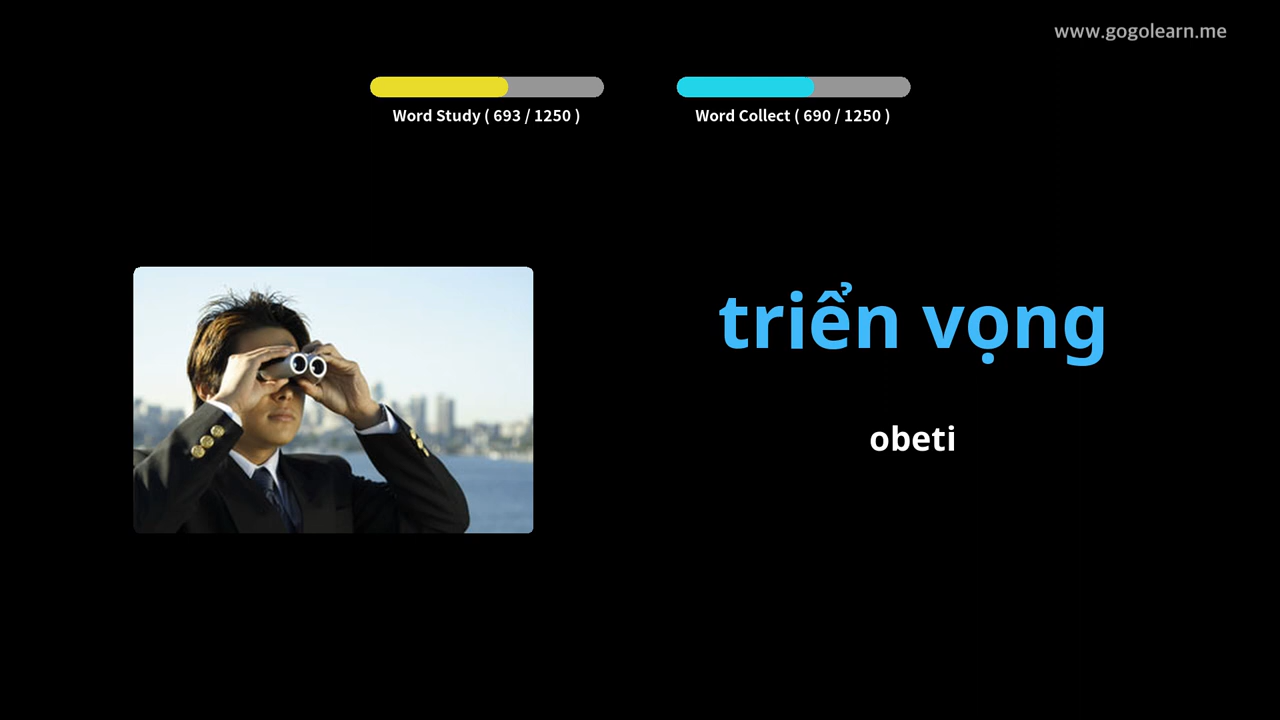 www.gogolearn.me
Word Study ( 693 / 1250 )
Word Collect ( 690 / 1250 )
triển vọng
obeti